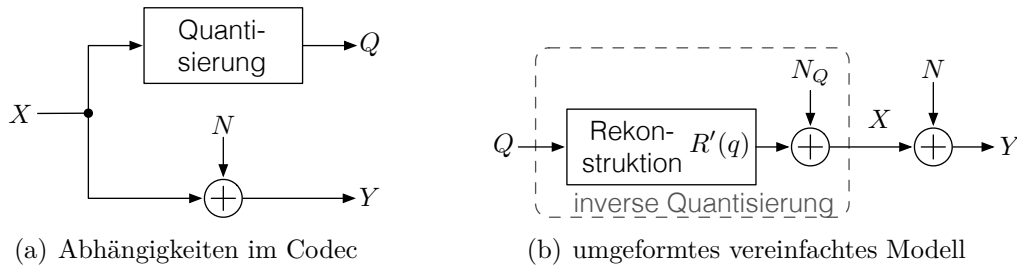 Quanti-
sierung
Q
X
N
Y
(a) Abhängigkeiten im Codec
N_Q
N
Rekon-
struktion
R'(q)
Q
X
Y
inverse Quantisierung
(b) umgeformtes vereinfachtes Modell